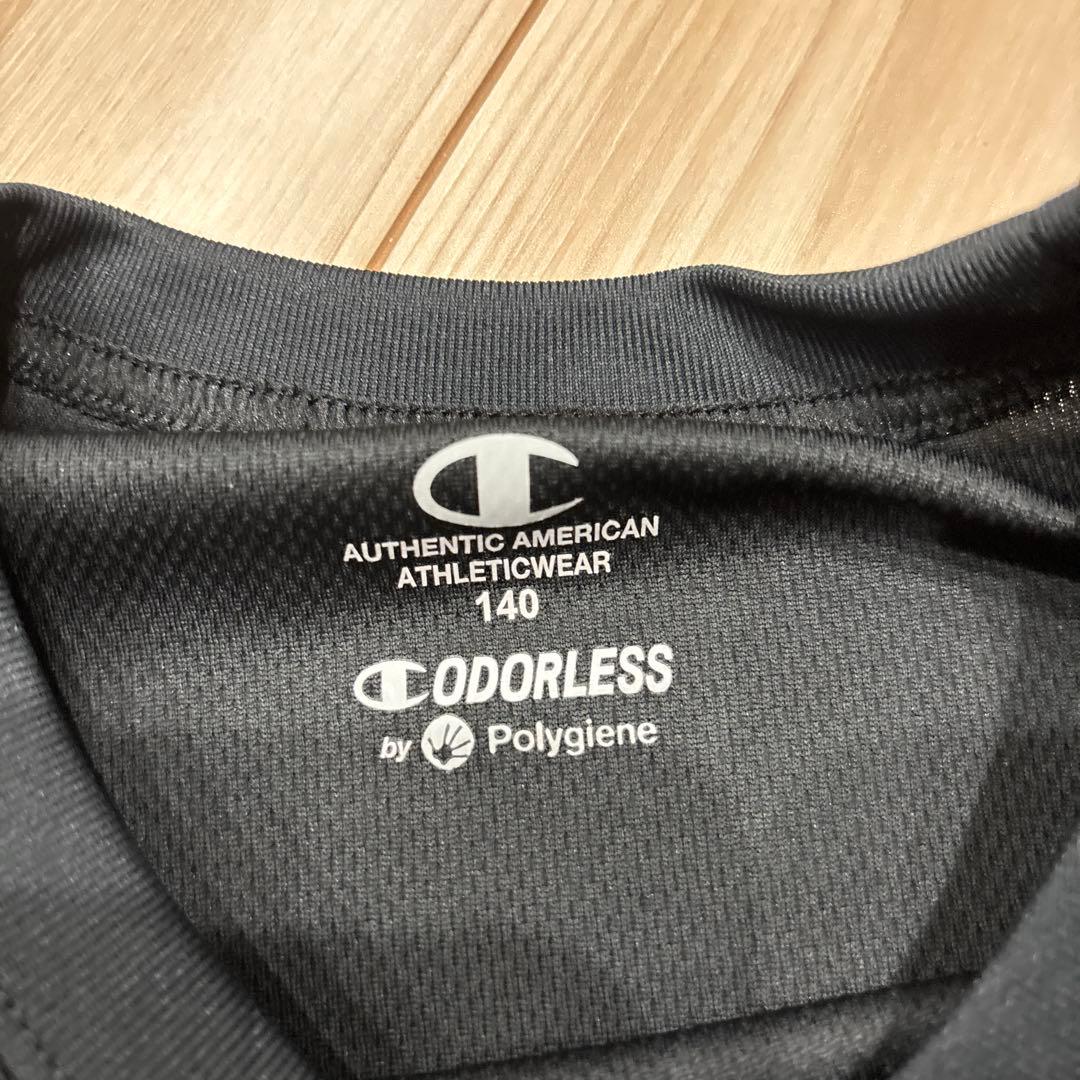 AUTHENTIC AMERICAN
ATHLETICWEAR
140
C ODORLESS
by Polygiene